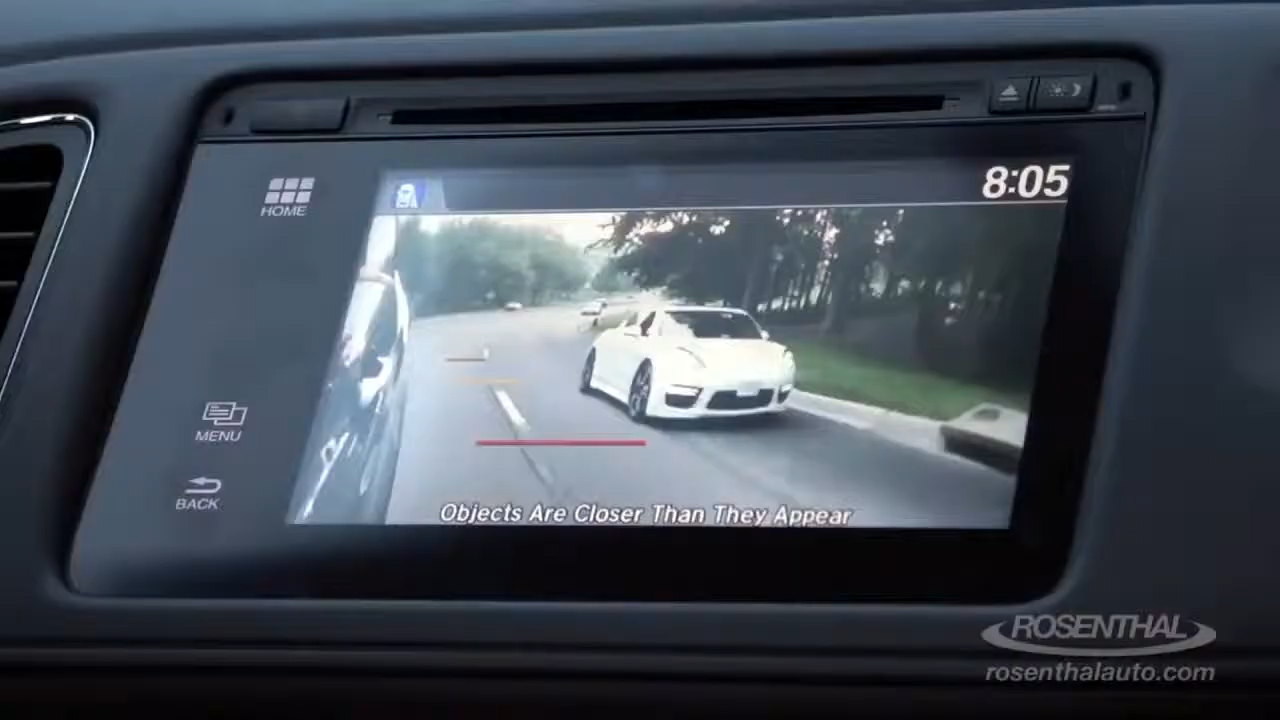 HOME
8:05
MENU
BACK
Objects Are Closer Than They Appear
ROSENTHAL
rosenthalauto.com